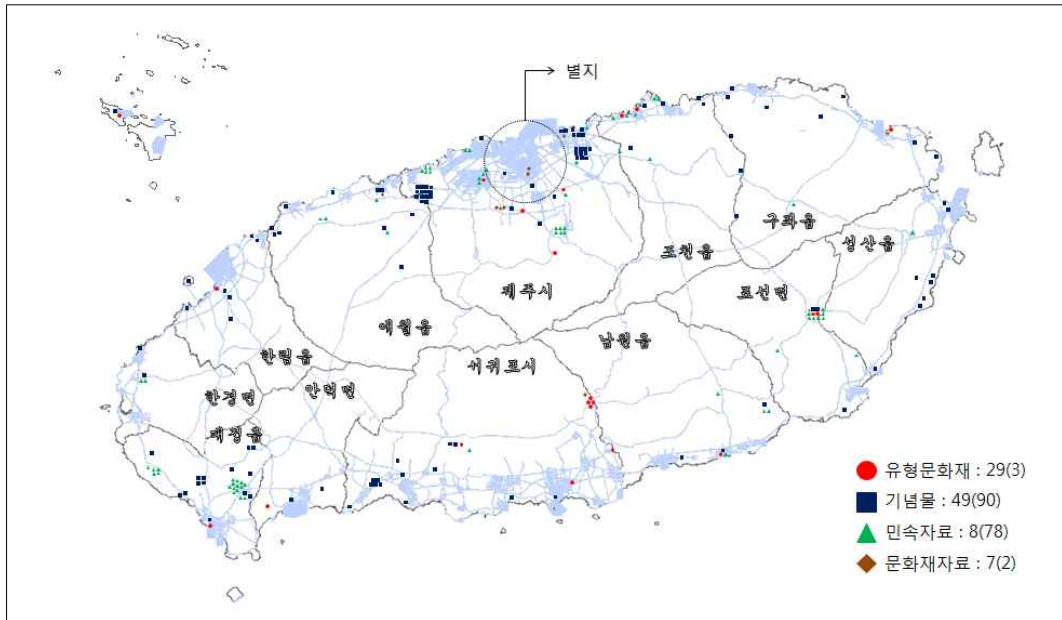 별지
구좌읍
성산읍
조천읍
제주시
표선면
애월읍
남원읍
한림읍
서귀포시
한경면
안덕면
대정읍
유형문화재 : 29(3)
기념물 : 49(90)
민속자료 : 8(78)
문화재자료 : 7(2)